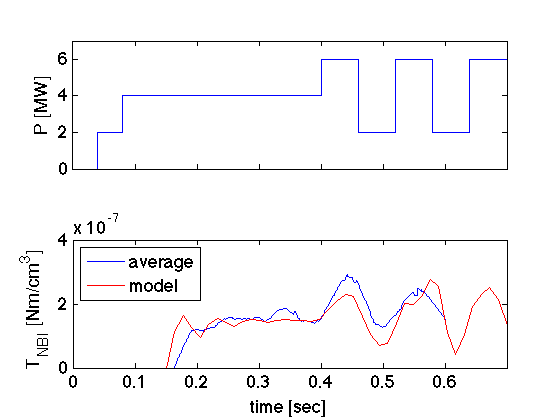 6
4
2
0
P [MW]
x 10^-7
4
2
0
T_NBI [Nm/cm^3]
average
model
0 0.1 0.2 0.3 0.4 0.5 0.6
time [sec]